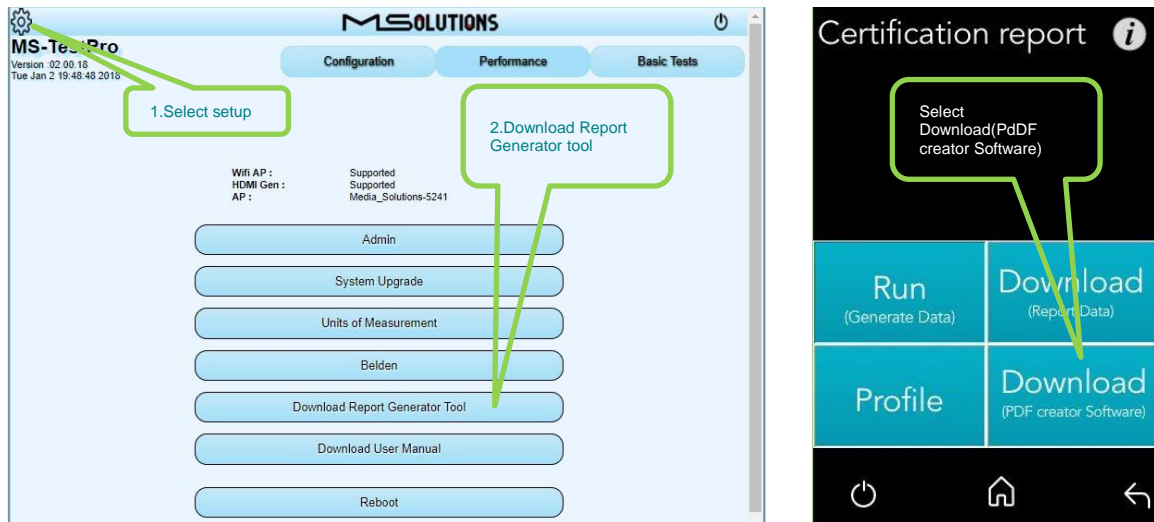 MSOLUTIONS
MS-TestPro
Version :02.00.18
Tue Jan 2 19:48:48 2018
Configuration
Performance
Basic Tests
1.Select setup
2.Download Report
Generator tool
Wifi AP : Supported
HDMI Gen : Supported
AP : Media_Solutions-5241
Admin
System Upgrade
Units of Measurement
Belden
Download Report Generator Tool
Download User Manual
Reboot
Certification report i
Select
Download(PdDF
creator Software)
Run
(Generate Data)
Download
(Report Data)
Profile
Download
(PDF creator Software)